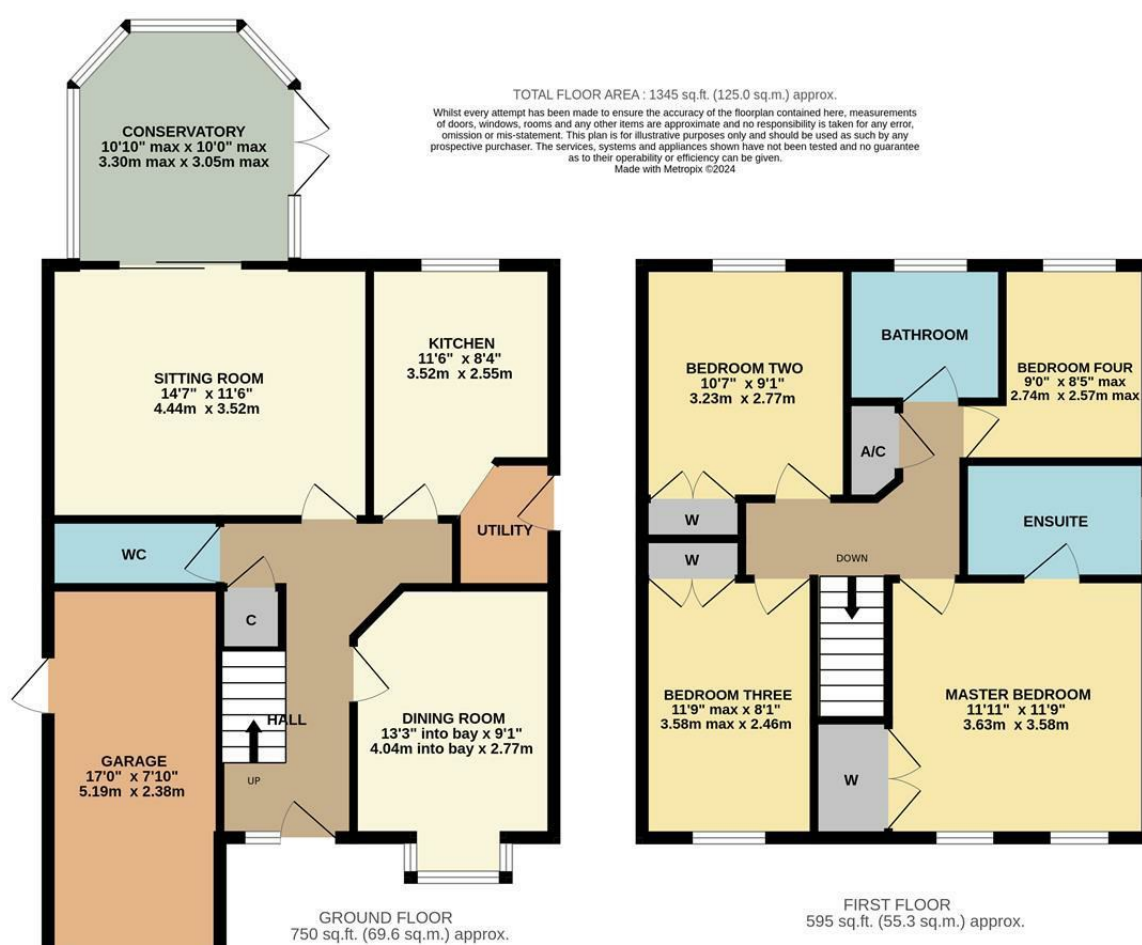 TOTAL FLOOR AREA : 1345 sq.ft. (125.0 sq.m.) approx.
Whilst every attempt has been made to ensure the accuracy of the floorplan contained here, measurements
of doors, windows, rooms and any other items are approximate and no responsibility is taken for any error,
omission or mis-statement. This plan is for illustrative purposes only and should be used as such by any
prospective purchaser. The services, systems and appliances shown have not been tested and no guarantee
as to their operability or efficiency can be given.
Made with Metropix ©2024
CONSERVATORY
10'10" max x 10'0" max
3.30m max x 3.05m max
SITTING ROOM
14'7" x 11'6"
4.44m x 3.52m
KITCHEN
11'6" x 8'4"
3.52m x 2.55m
UTILITY
WC
C
HALL
UP
DINING ROOM
13'3" into bay x 9'1"
4.04m into bay x 2.77m
GARAGE
17'0" x 7'10"
5.19m x 2.38m
GROUND FLOOR
750 sq.ft. (69.6 sq.m.) approx.
BEDROOM TWO
10'7" x 9'1"
3.23m x 2.77m
BATHROOM
BEDROOM FOUR
9'0" x 8'5" max
2.74m x 2.57m max
A/C
W
W
ENSUITE
DOWN
BEDROOM THREE
11'9" max x 8'1"
3.58m max x 2.46m
MASTER BEDROOM
11'11" x 11'9"
3.63m x 3.58m
W
FIRST FLOOR
595 sq.ft. (55.3 sq.m.) approx.